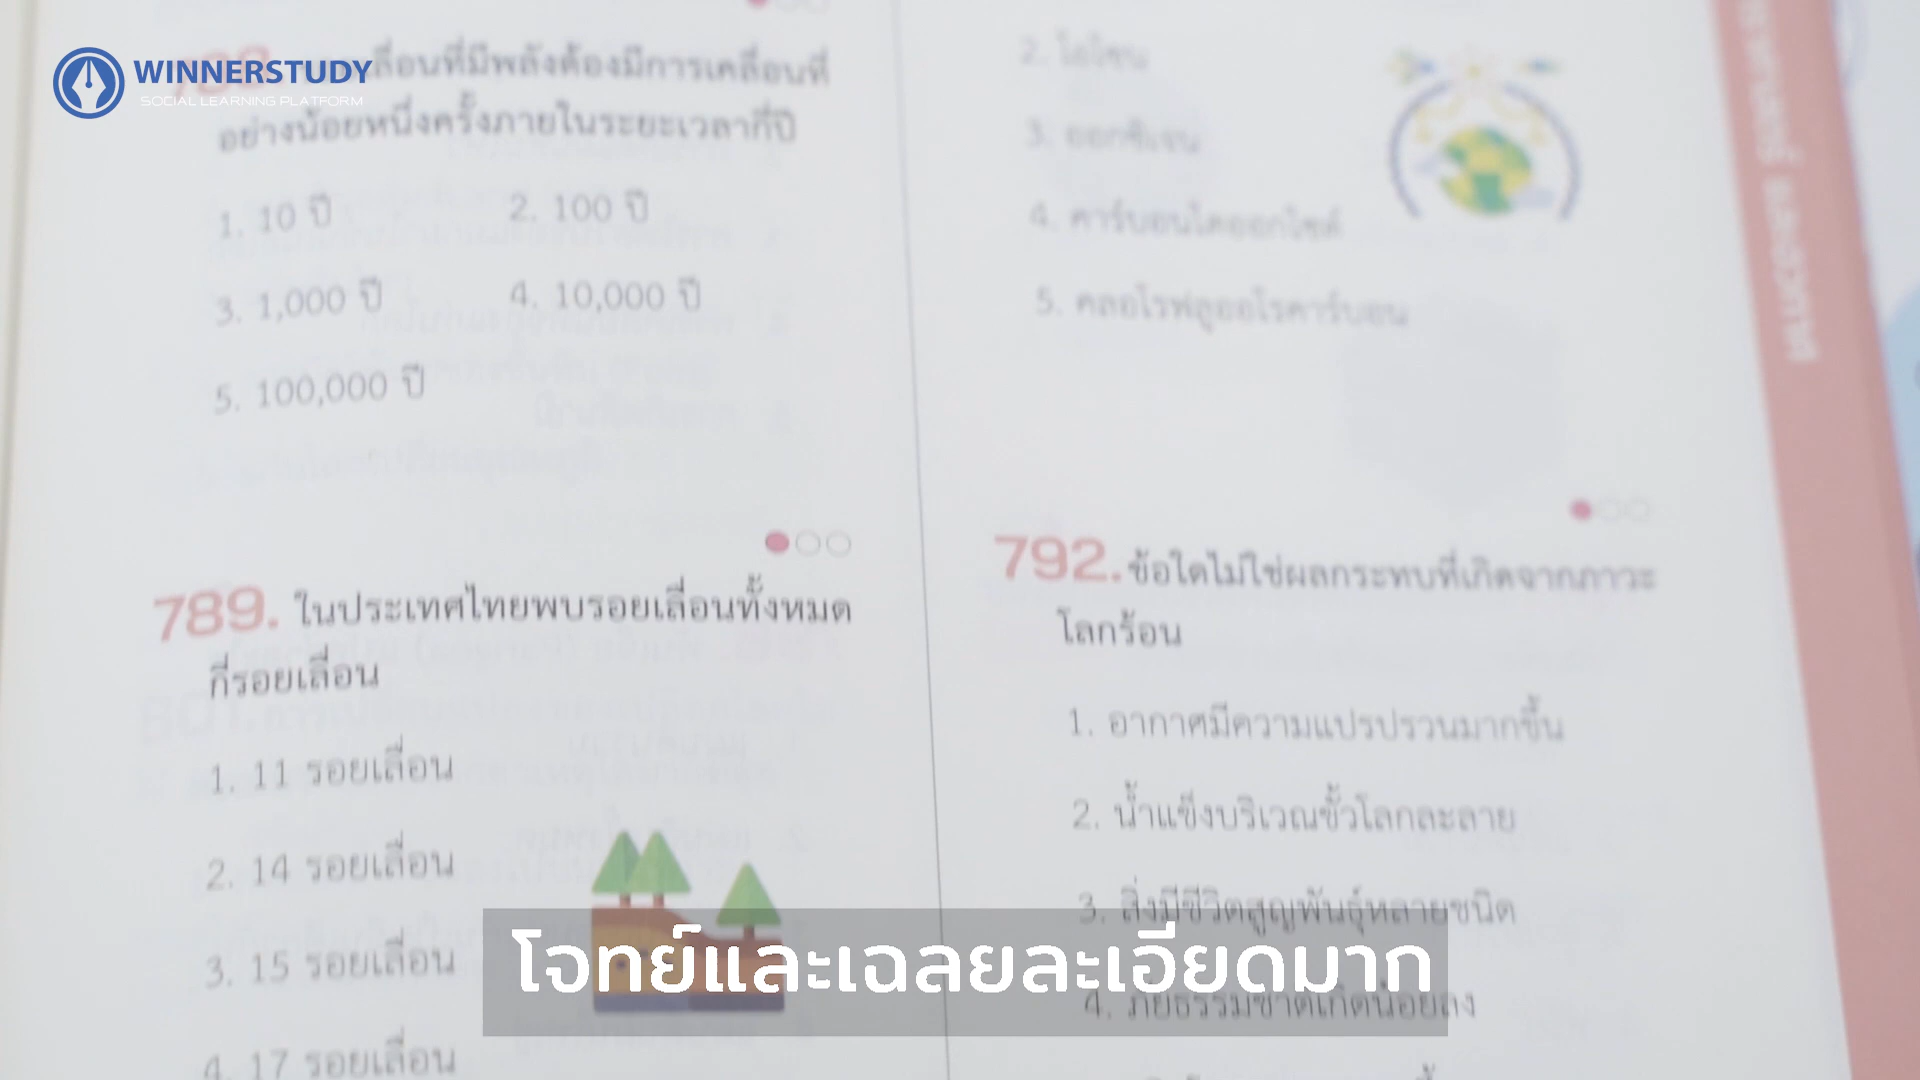 WINNERSTUDY
SOCIAL LEARNING PLATFORM
เลื่อนที่มีพลังต้องมีการเคลื่อนที่
อย่างน้อยหนึ่งครั้งภายในระยะเวลากี่ปี
1. 10 ปี
2. 100 ปี
3. 1,000 ปี
4. 10,000 ปี
5. 100,000 ปี
789. ในประเทศไทยพบรอยเลื่อนทั้งหมด
กี่รอยเลื่อน
1. 11 รอยเลื่อน
2. 14 รอยเลื่อน
3. 15 รอยเลื่อน
4. 17 รอยเลื่อน
2. โอโซน
3. ออกซิเจน
4. คาร์บอนไดออกไซด์
5. คลอโรฟลูออโรคาร์บอน
792. ข้อใดไม่ใช่ผลกระทบที่เกิดจากภาวะ
โลกร้อน
1. อากาศมีความแปรปรวนมากขึ้น
2. น้ำแข็งบริเวณขั้วโลกละลาย
3. สิ่งมีชีวิตสูญพันธุ์หลายชนิด
4. ภัยธรรมชาติเกิดน้อยลง
โจทย์และเฉลยละเอียดมาก